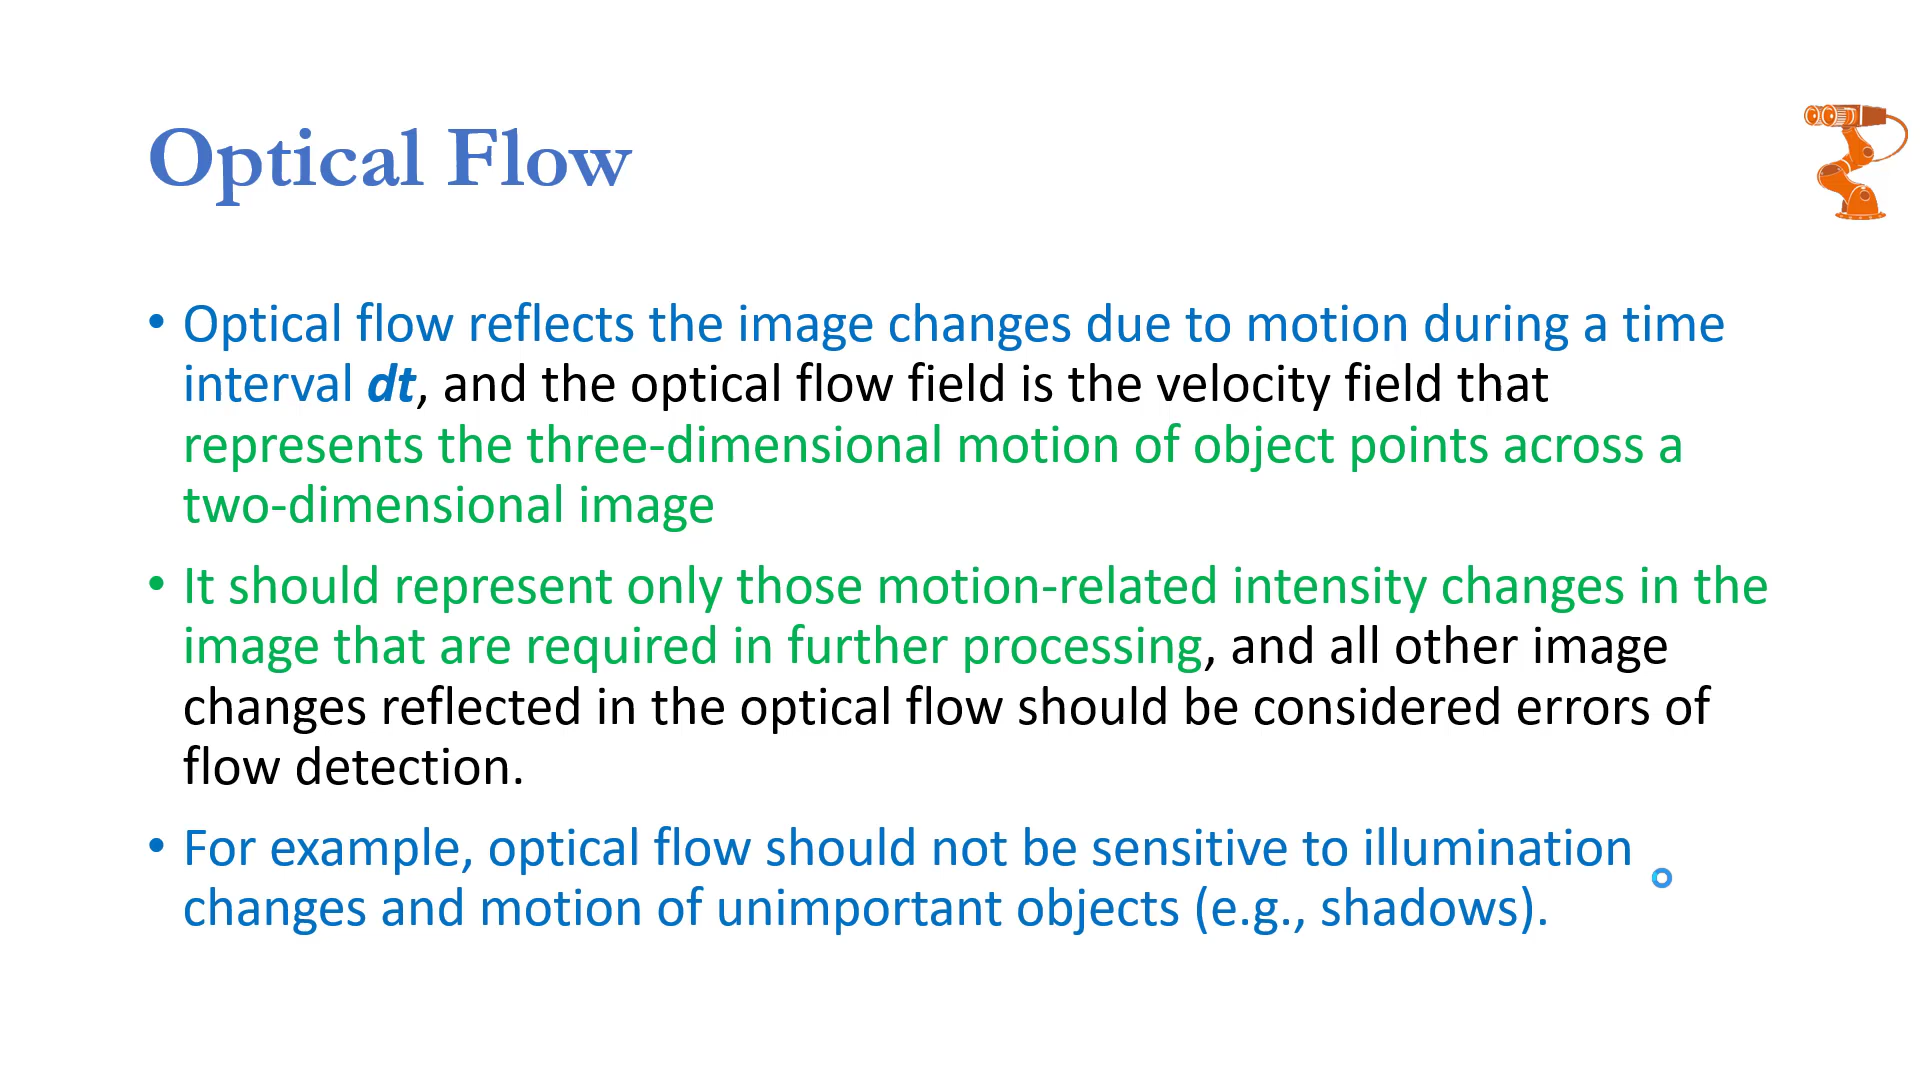 Optical Flow
• Optical flow reflects the image changes due to motion during a time
interval dt, and the optical flow field is the velocity field that
represents the three-dimensional motion of object points across a
two-dimensional image
• It should represent only those motion-related intensity changes in the
image that are required in further processing, and all other image
changes reflected in the optical flow should be considered errors of
flow detection.
• For example, optical flow should not be sensitive to illumination
changes and motion of unimportant objects (e.g., shadows).